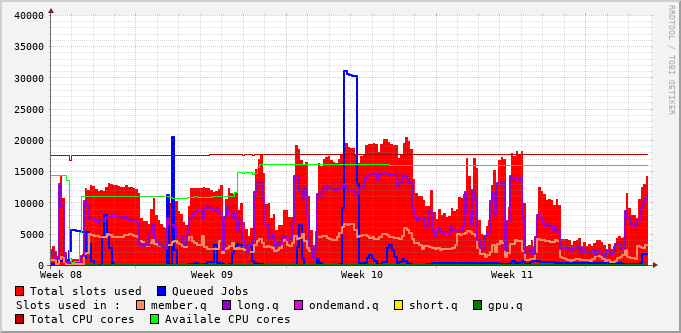 40000
35000
30000
25000
20000
15000
10000
5000
0
RRDTOOL / TOBI OETIKER
Week 08 Week 09 Week 10 Week 11
Total slots used Queued Jobs
Slots used in : member.q long.q ondemand.q short.q gpu.q
Total CPU cores Availale CPU cores